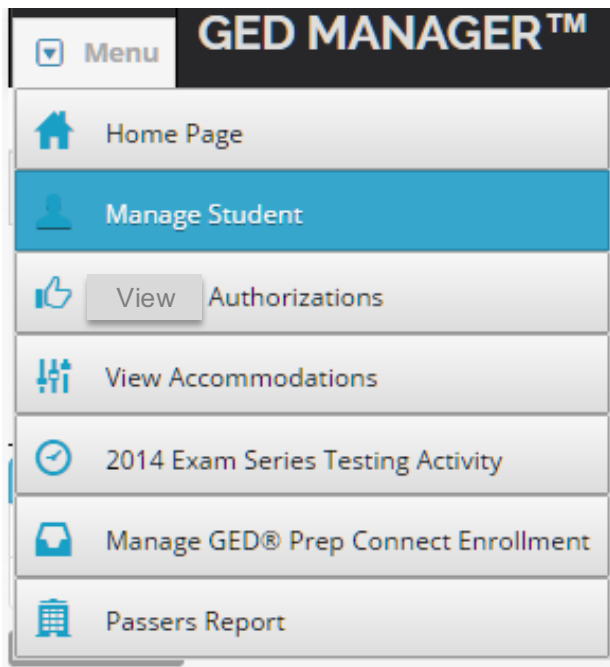 Menu GED MANAGER™
Home Page
Manage Student
View Authorizations
View Accommodations
2014 Exam Series Testing Activity
Manage GED® Prep Connect Enrollment
Passers Report